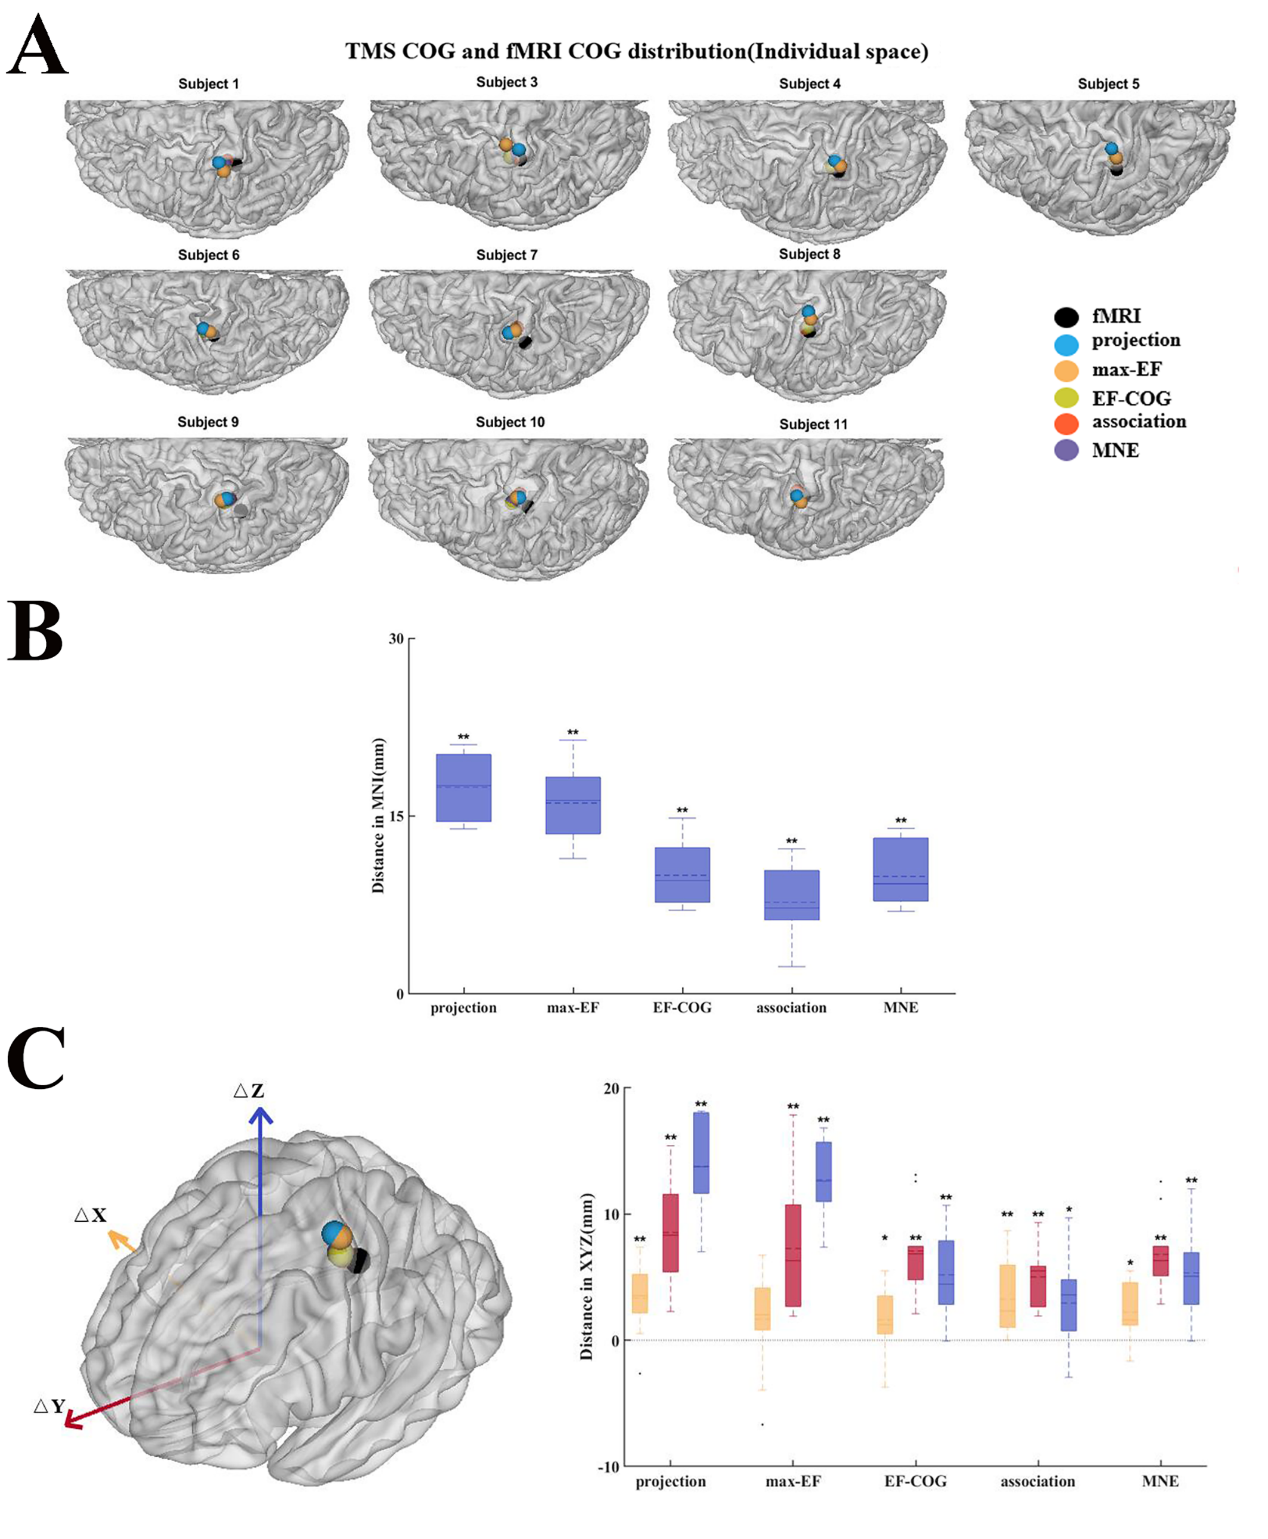 A
TMS COG and fMRI COG distribution(Individual space)
Subject 1
Subject 3
Subject 4
Subject 5
Subject 6
Subject 7
Subject 8
fMRI
projection
max-EF
EF-COG
association
MNE
Subject 9
Subject 10
Subject 11
B
30
15
0
Distance in MNI(mm)
**
**
**
**
**
projection
max-EF
EF-COG
association
MNE
C
△Z
△X
△Y
20
10
0
-10
Distance in XYZ(mm)
**
**
**
**
**
*
**
**
**
**
*
*
**
**
projection
max-EF
EF-COG
association
MNE